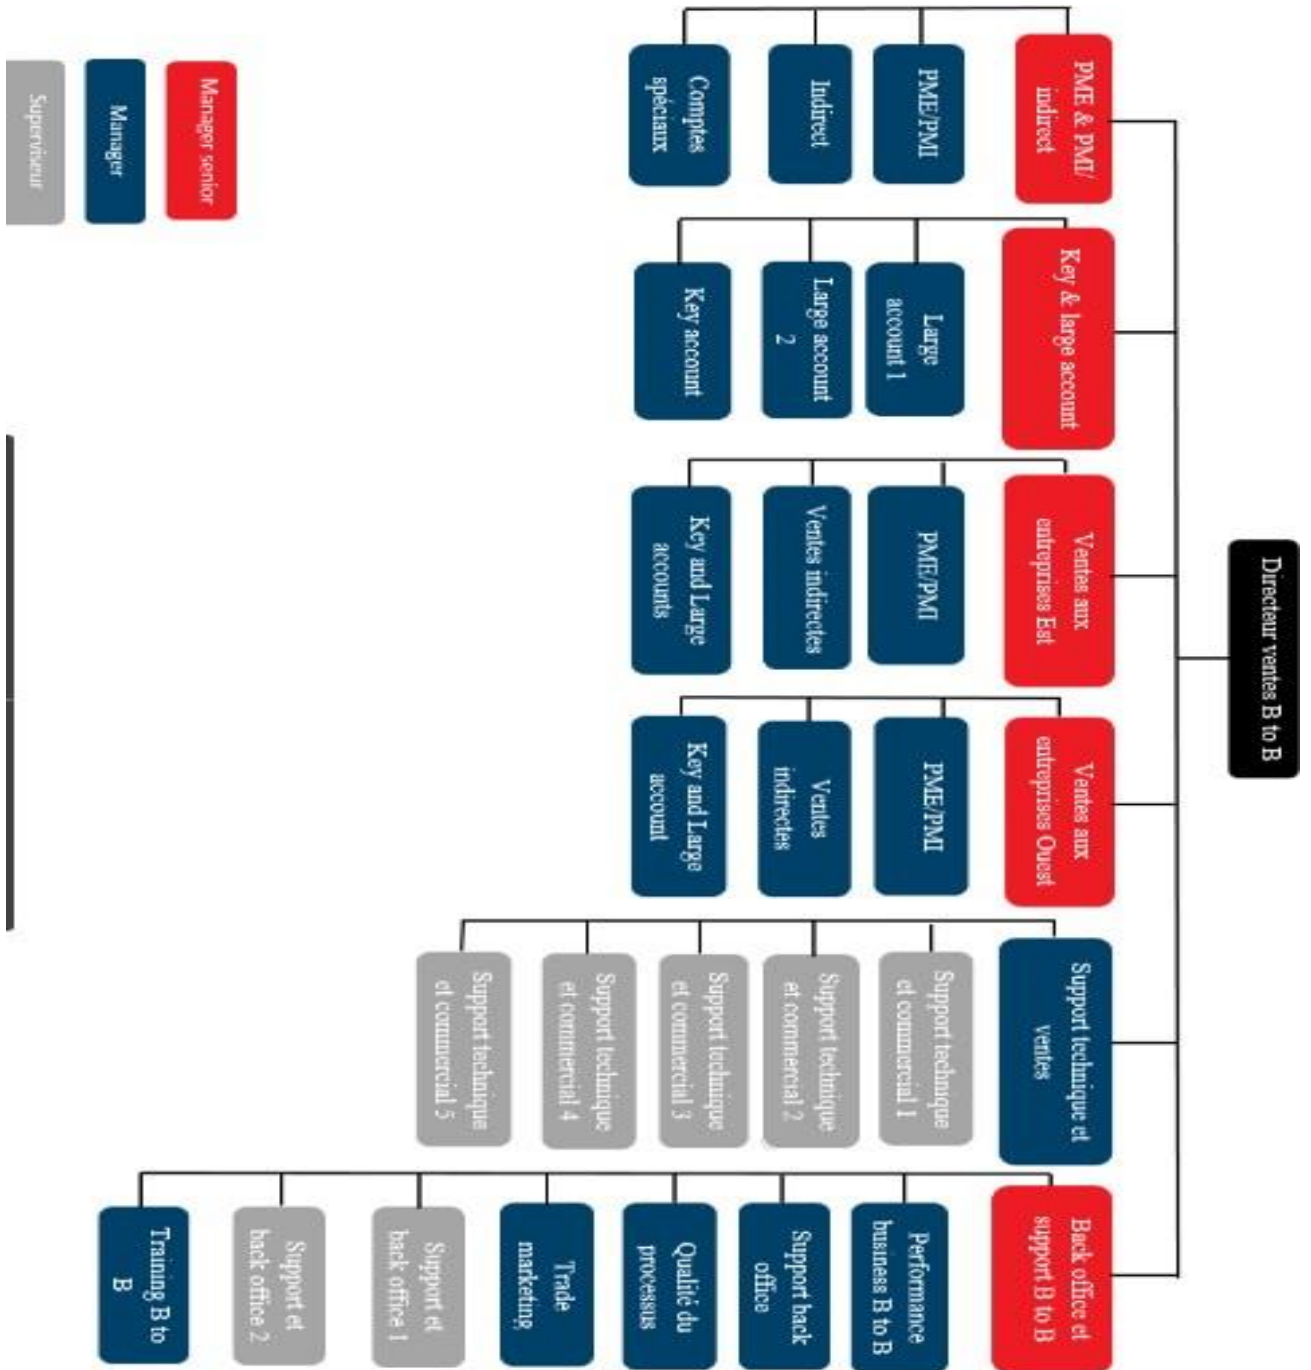 Directeur ventes B to B
PME & PMI/
indirect
PME/PMI
Indirect
Comptes
spéciaux
Key & large account
Large
account 1
Large account
2
Key account
Ventes aux
entreprises Est
PME/PMI
Ventes indirectes
Key and Large
accounts
Ventes aux
entreprises Ouest
PME/PMI
Ventes
indirectes
Key and Large
account
Support technique et
ventes
Support technique
et commercial 1
Support technique
et commercial 2
Support technique
et commercial 3
Support technique
et commercial 4
Support technique
et commercial 5
Back office et
support B to B
Performance
business B to B
Support back
office
Qualité du
processus
Trade
marketing
Support et
back office 1
Support et
back office 2
Training B to
B
Manager senior
Manager
Superviseur